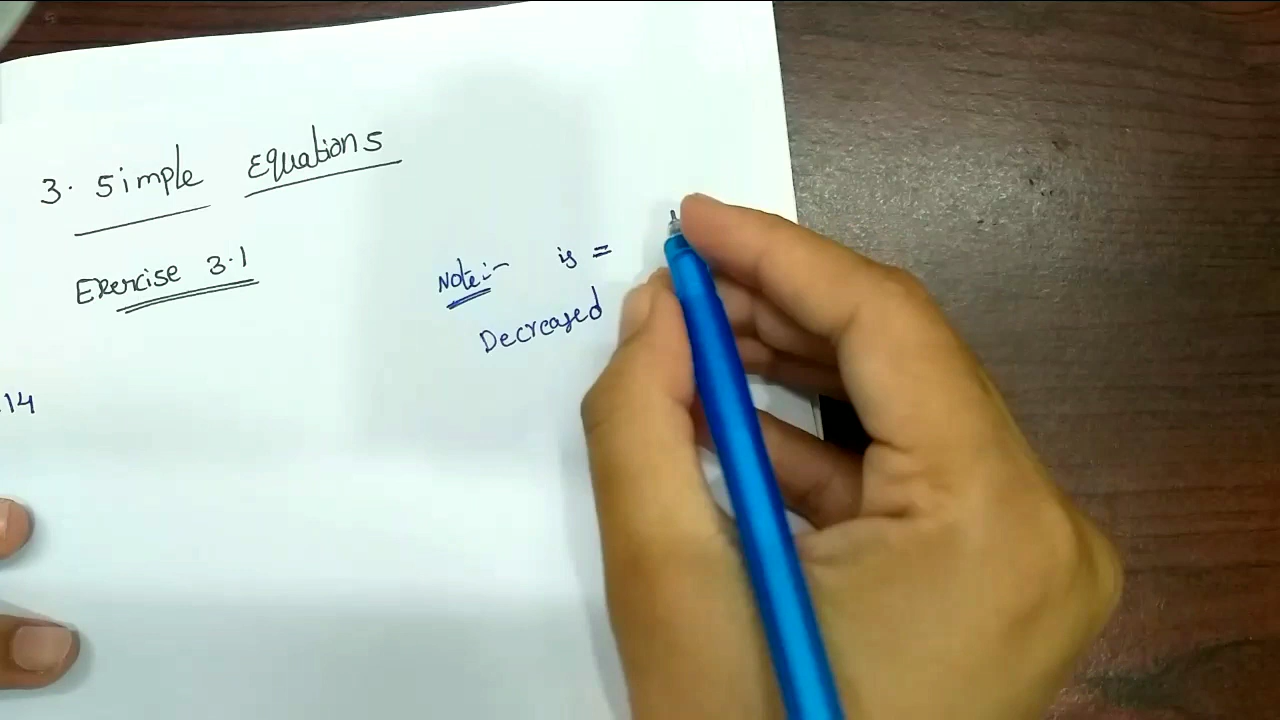 3. Simple Equations
Exercise 3.1
Note:- is =
Decreased
14